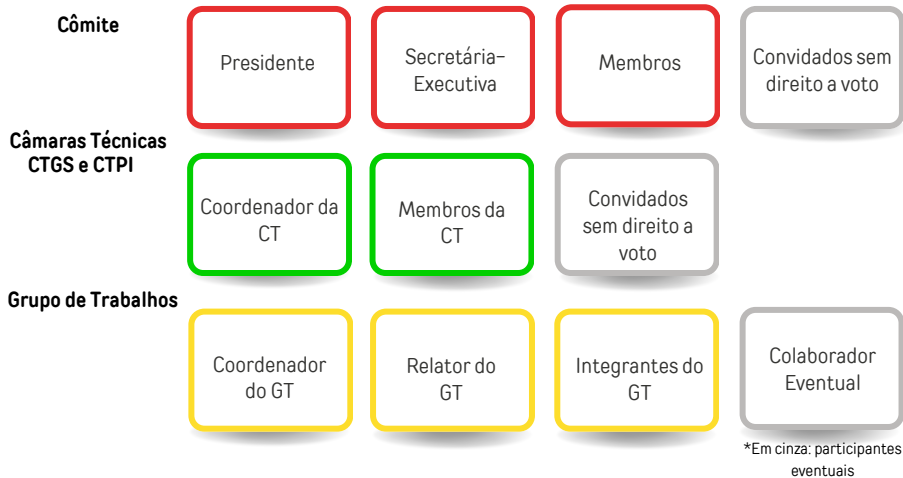 Cômite
Presidente
Secretária-
Executiva
Membros
Convidados sem
direito a voto
Câmaras Técnicas
CTGS e CTPI
Coordenador da
CT
Membros da
CT
Convidados
sem direito a
voto
Grupo de Trabalhos
Coordenador
do GT
Relator do
GT
Integrantes do
GT
Colaborador
Eventual
*Em cinza: participantes
eventuais